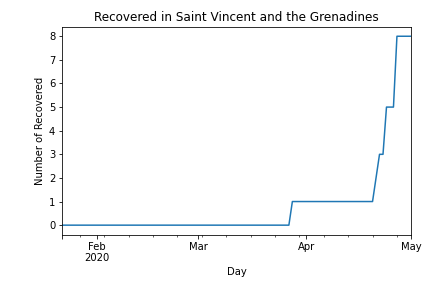 Recovered in Saint Vincent and the Grenadines
8
7
6
5
4
3
2
1
0
Number of Recovered
Feb
2020
Mar
Apr
May
Day